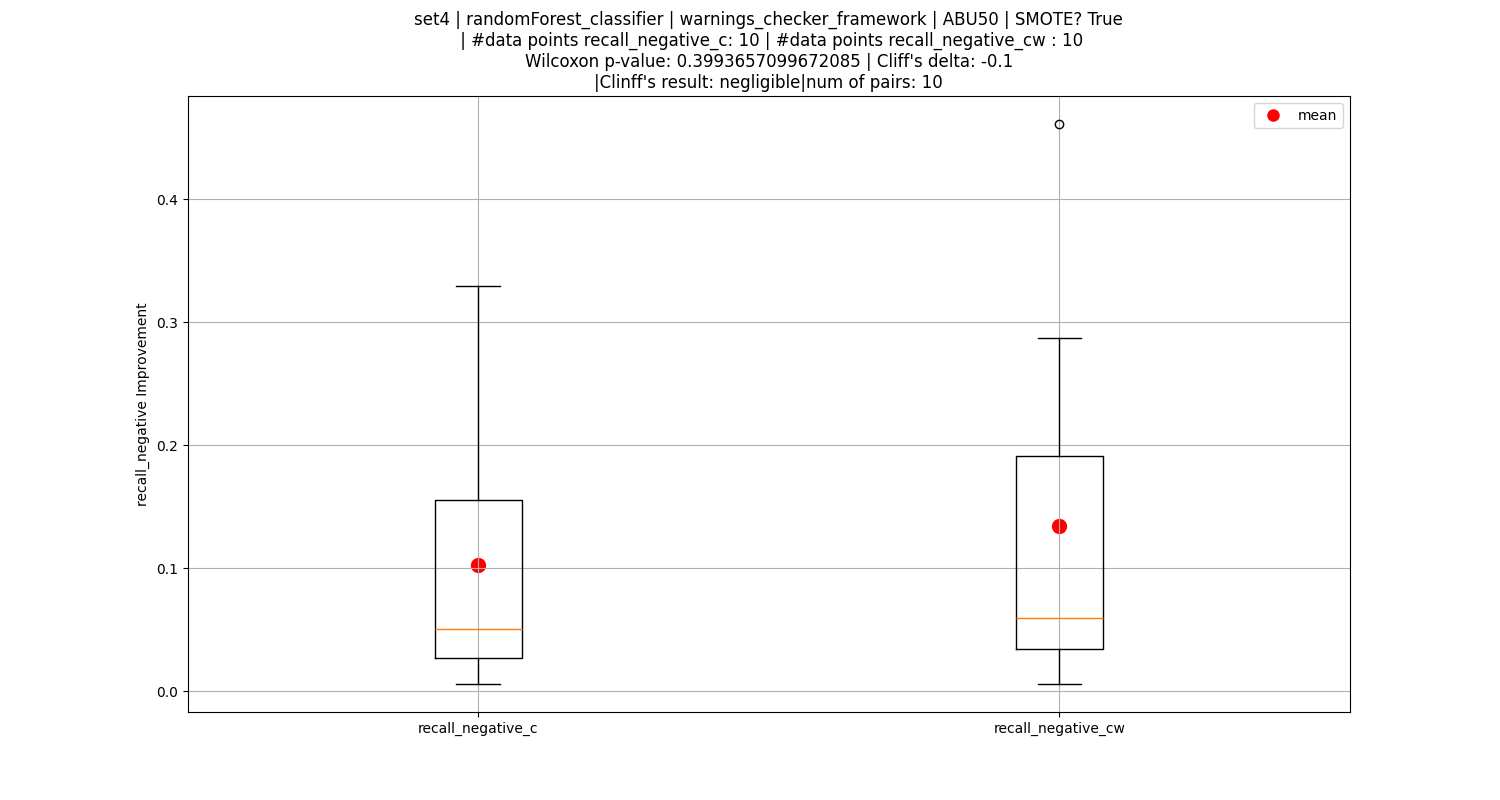 set4 | randomForest_classifier | warnings_checker_framework | ABU50 | SMOTE? True
| #data points recall_negative_c: 10 | #data points recall_negative_cw : 10
Wilcoxon p-value: 0.3993657099672085 | Cliff's delta: -0.1
|Clinff's result: negligible|num of pairs: 10
mean
recall_negative Improvement
0.4
0.3
0.2
0.1
0.0
recall_negative_c
recall_negative_cw